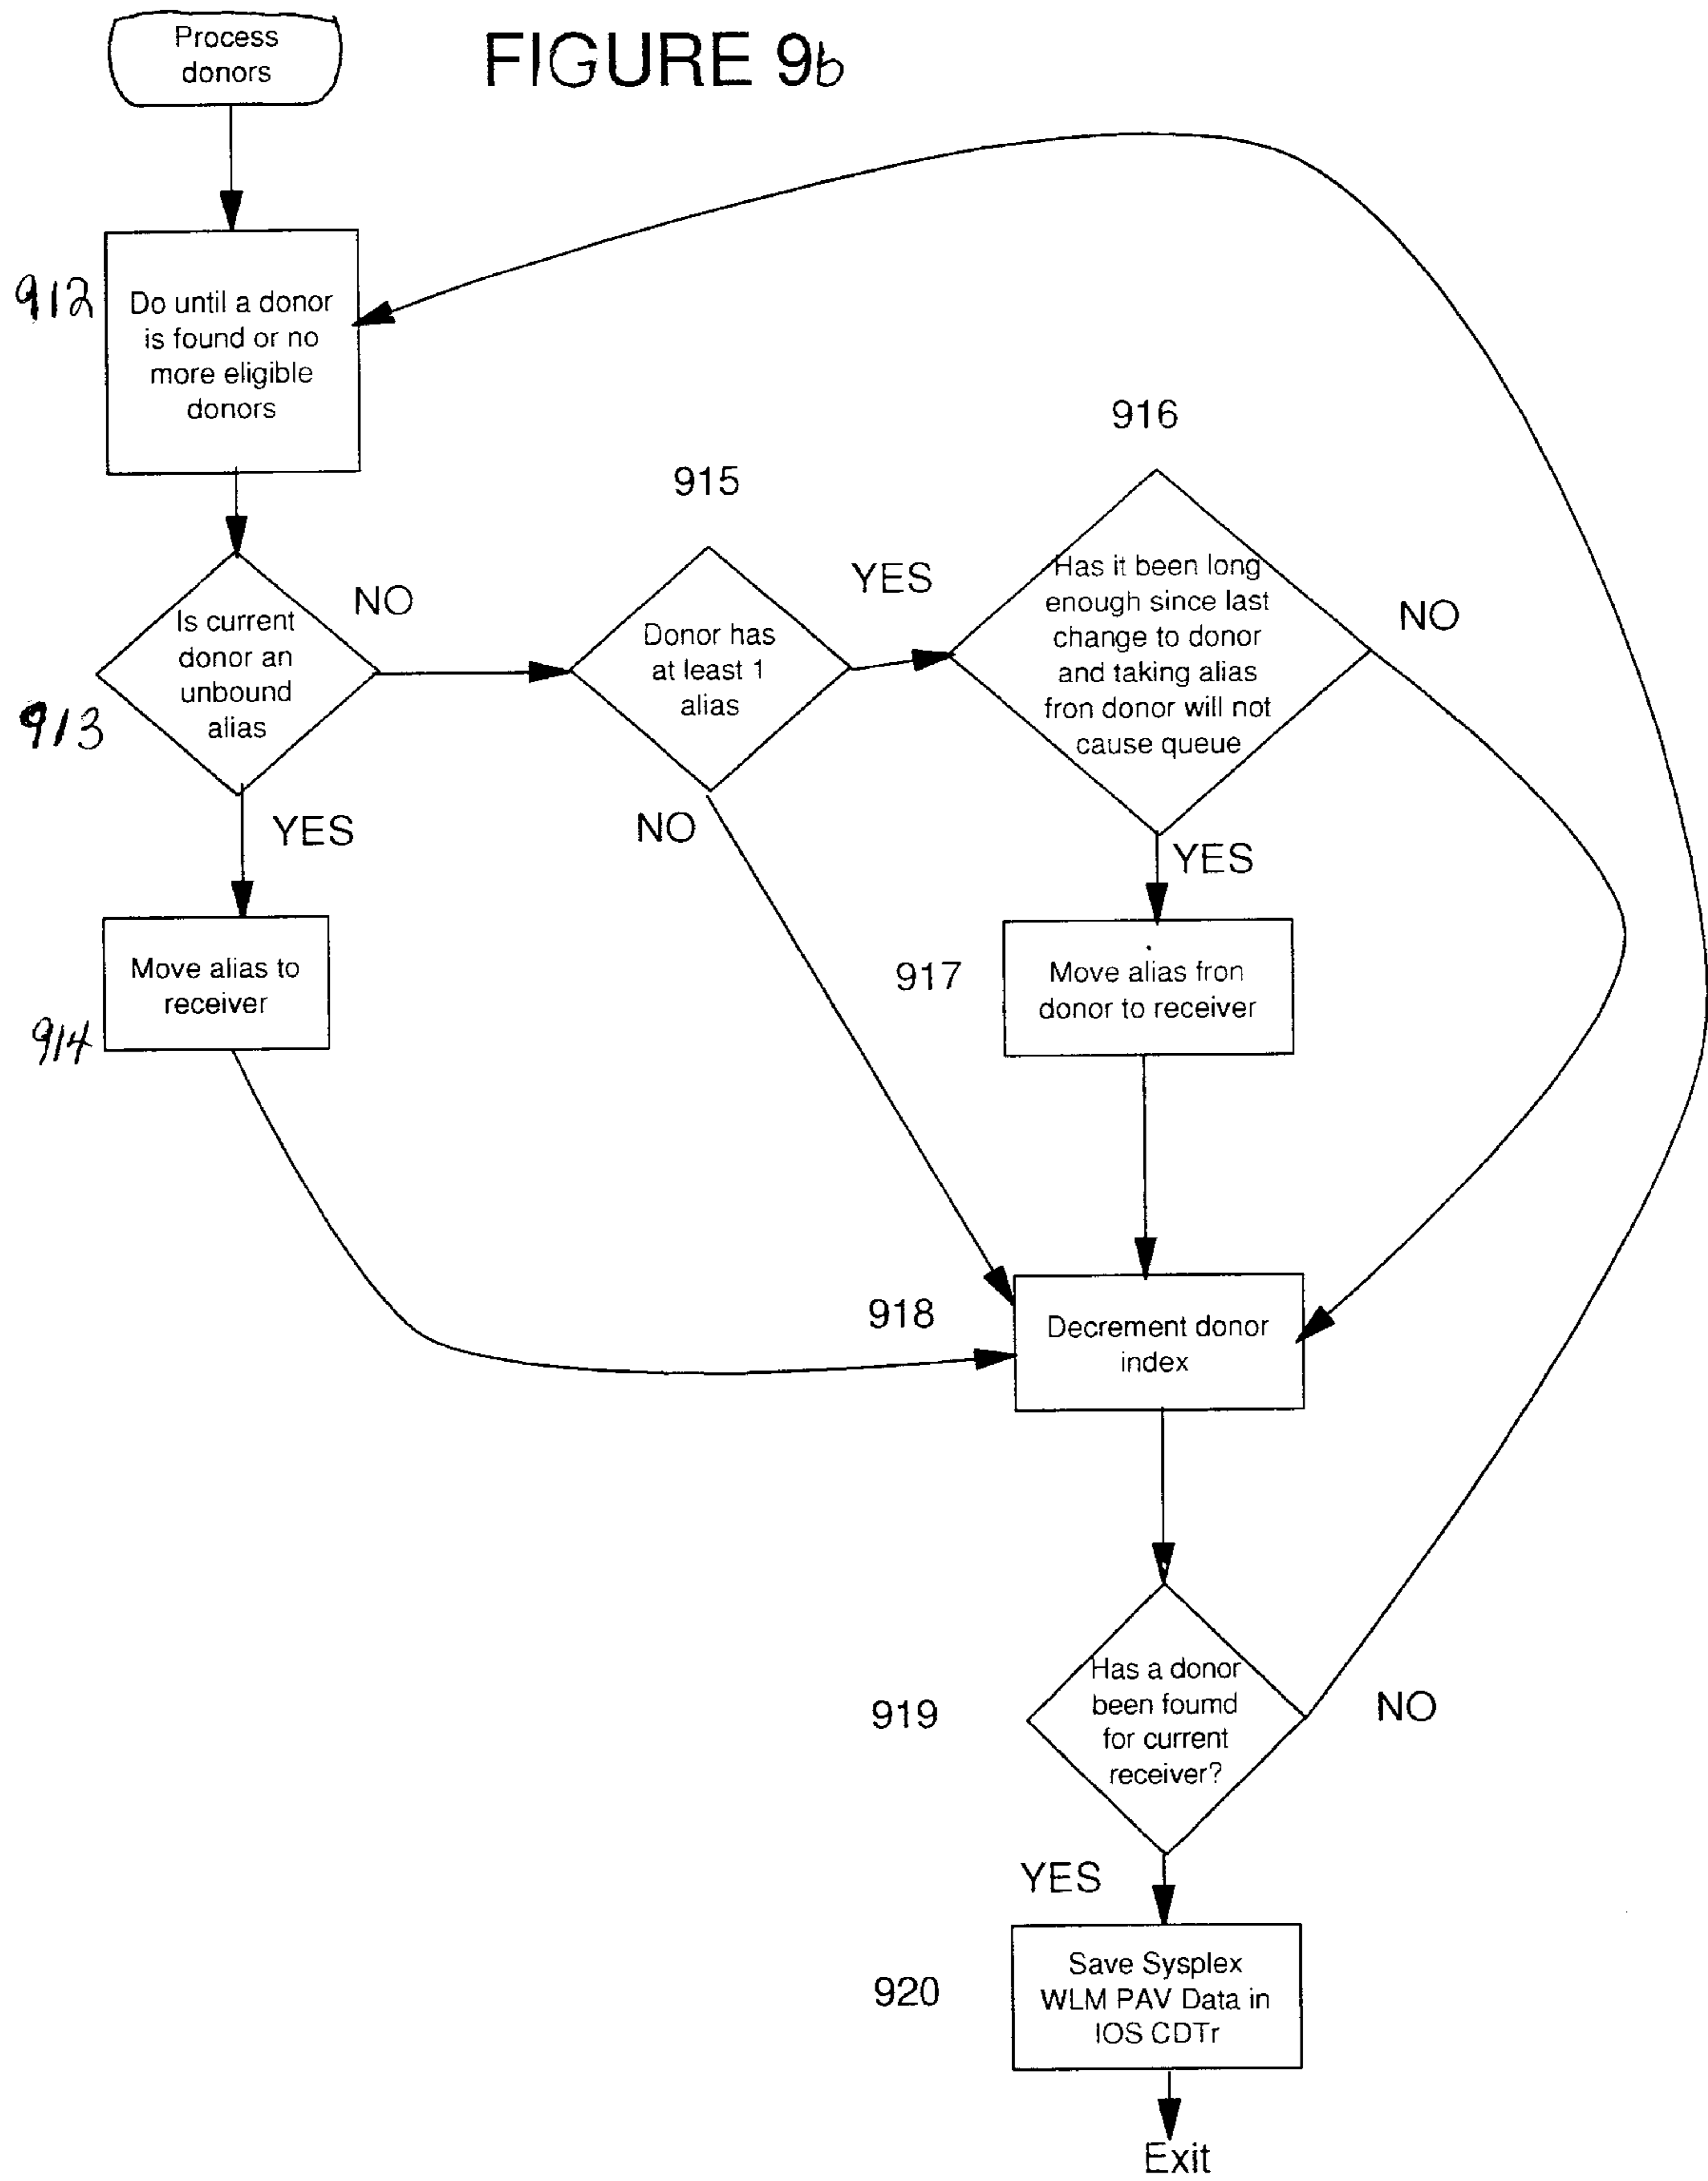 Process
donors
FIGURE 9b
912
Do until a donor
is found or no
more eligible
donors
916
915
Has it been long
enough since last
change to donor
and taking alias
fron donor will not
cause queue
YES
NO
NO
Is current
donor an
unbound
alias
Donor has
at least 1
alias
913
YES
NO
YES
Move alias to
receiver
914
917
Move alias fron
donor to receiver
918
Decrement donor
index
919
Has a donor
been foumd
for current
receiver?
NO
YES
920
Save Sysplex
WLM PAV Data in
IOS CDTr
Exit